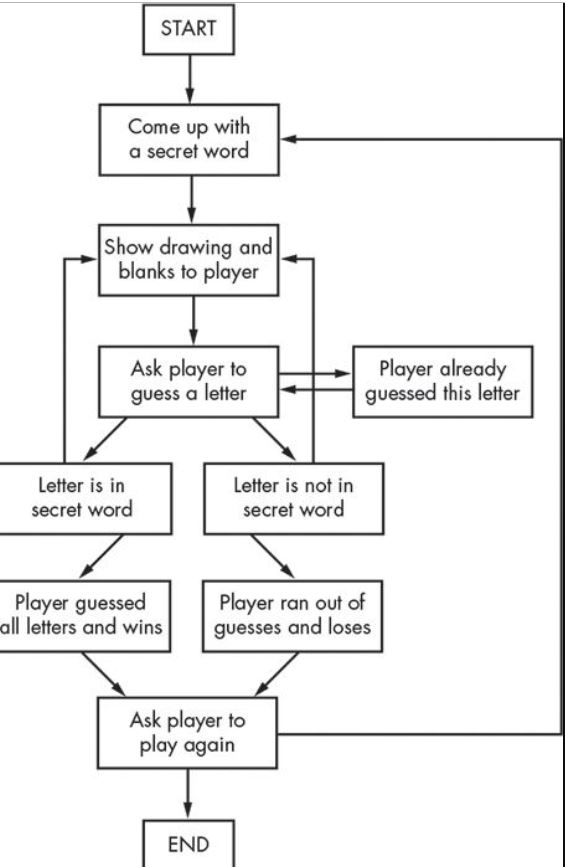 START
Come up with
a secret word
Show drawing and
blanks to player
Ask player to
guess a letter
Player already
guessed this letter
Letter is in
secret word
Letter is not in
secret word
Player guessed
all letters and wins
Player ran out of
guesses and loses
Ask player to
play again
END